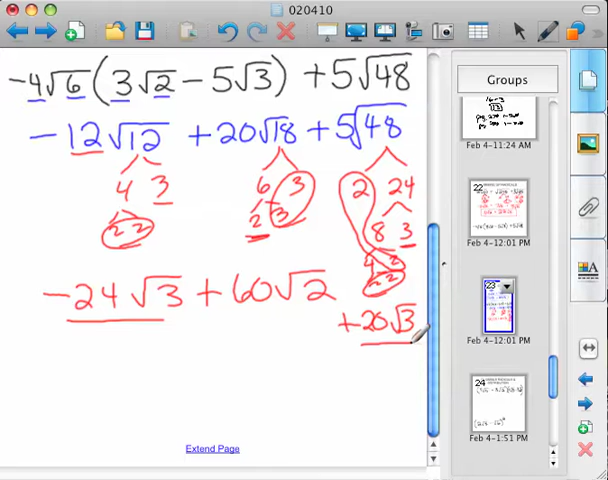 020410
-4√6(3√2 - 5√3) + 5√48
-12√12 + 20√18 + 5√48
4 3 6 3 2 24
2 2 2 3 8 3
4 2
2 2
-24√3 + 60√2
+20√3
Extend Page
Groups
Feb 4–11:24 AM
22
Feb 4–12:01 PM
23
Feb 4–12:01 PM
24
Feb 4–1:51 PM